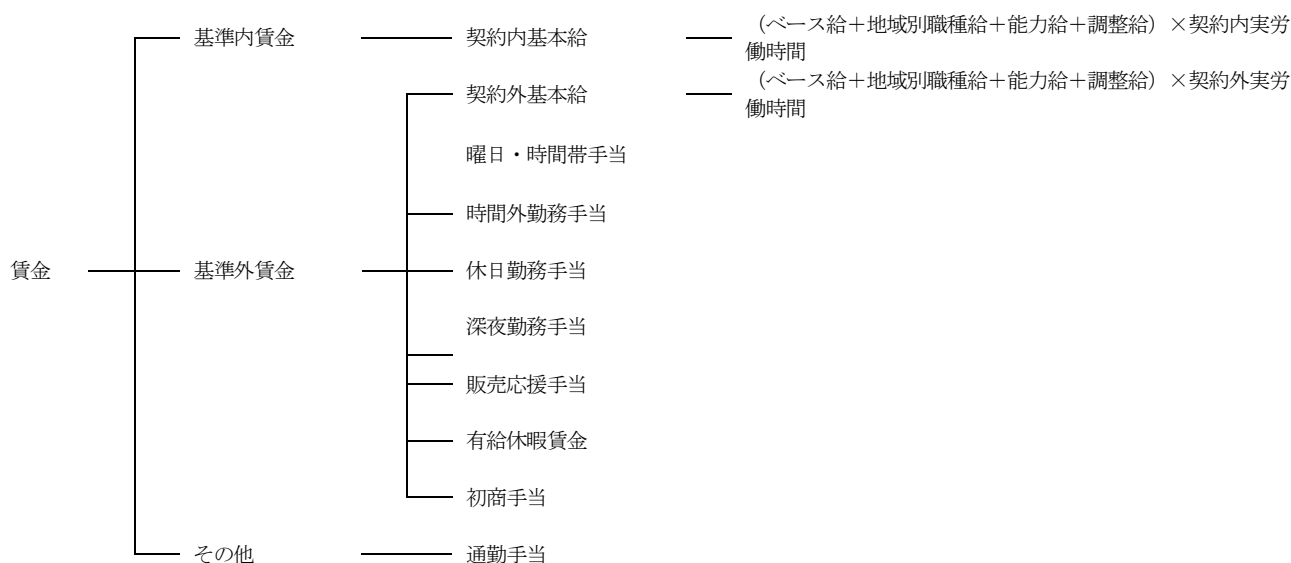 基準内賃金 契約内基本給 (ベース給+地域別職種給+能力給+調整給)×契約内実労
働時間
契約外基本給 (ベース給+地域別職種給+能力給+調整給)×契約外実労
働時間
曜日・時間帯手当
時間外勤務手当
賃金 基準外賃金 休日勤務手当
深夜勤務手当
販売応援手当
有給休暇賃金
初商手当
その他 通勤手当